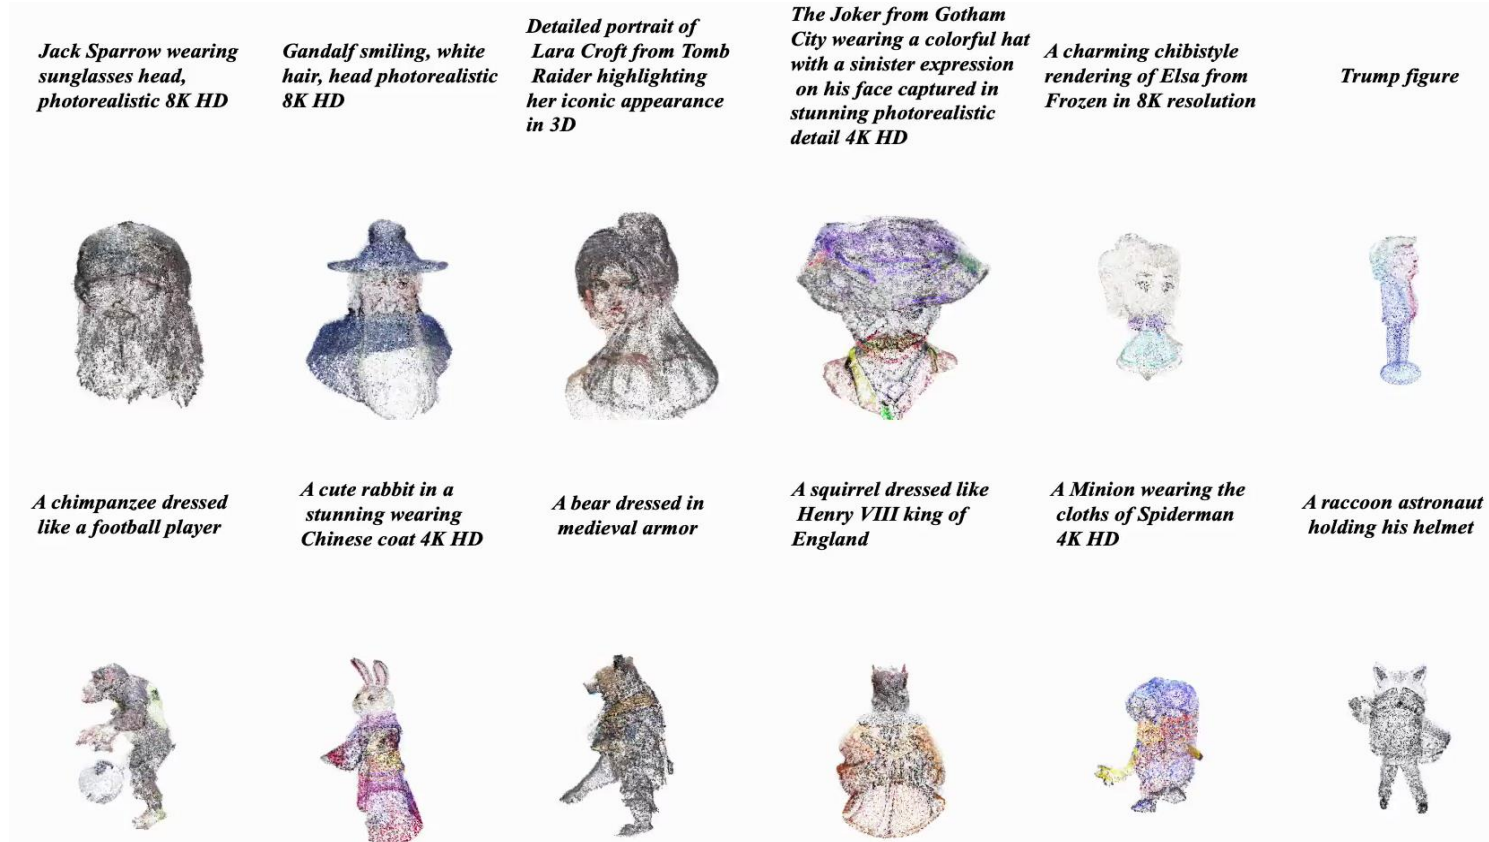 Jack Sparrow wearing
sunglasses head,
photorealistic 8K HD
Gandalf smiling, white
hair, head photorealistic
8K HD
Detailed portrait of
Lara Croft from Tomb
Raider highlighting
her iconic appearance
in 3D
The Joker from Gotham
City wearing a colorful hat
with a sinister expression
on his face captured in
stunning photorealistic
detail 4K HD
A charming chibistyle
rendering of Elsa from
Frozen in 8K resolution
Trump figure
A chimpanzee dressed
like a football player
A cute rabbit in a
stunning wearing
Chinese coat 4K HD
A bear dressed in
medieval armor
A squirrel dressed like
Henry VIII king of
England
A Minion wearing the
cloths of Spiderman
4K HD
A raccoon astronaut
holding his helmet